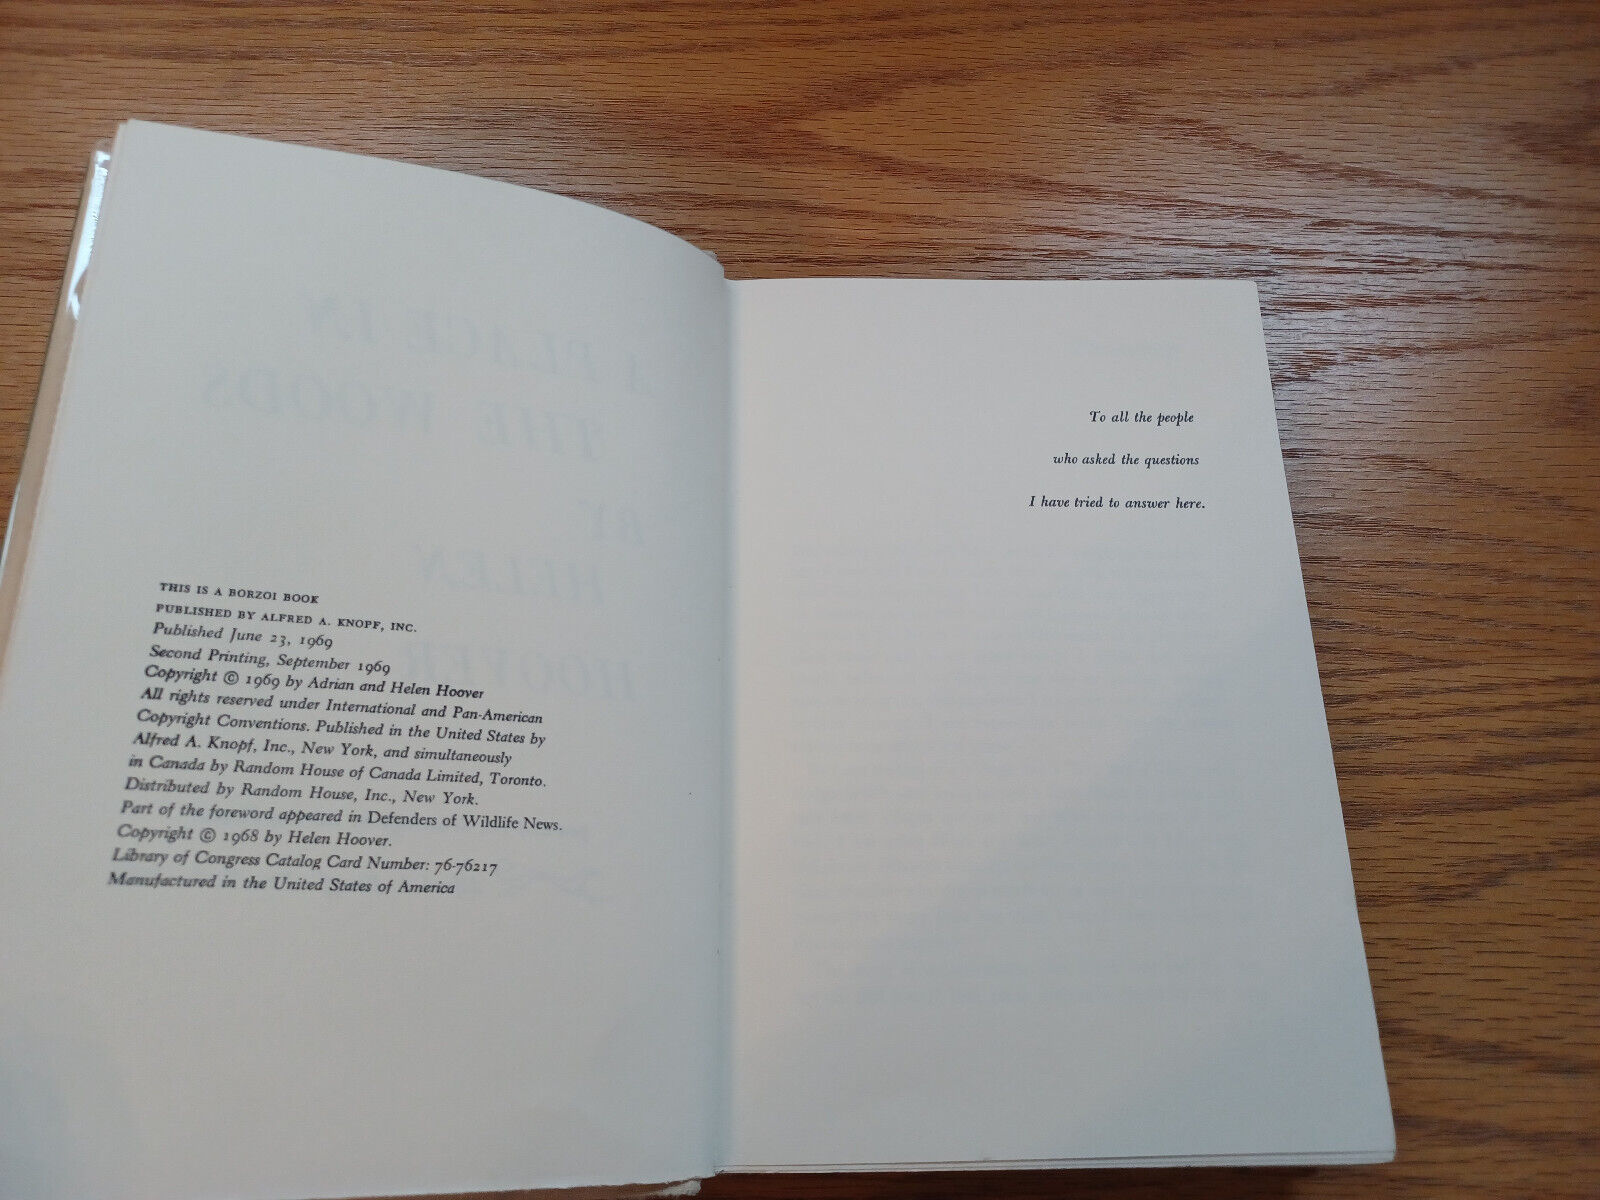 THIS IS A BORZOI BOOK
PUBLISHED BY ALFRED A. KNOPF, INC.
Published June 23, 1969
Second Printing, September 1969
Copyright © 1969 by Adrian and Helen Hoover
All rights reserved under International and Pan-American
Copyright Conventions. Published in the United States by
Alfred A. Knopf, Inc., New York, and simultaneously
in Canada by Random House of Canada Limited, Toronto.
Distributed by Random House, Inc., New York.
Part of the foreword appeared in Defenders of Wildlife News.
Copyright © 1968 by Helen Hoover.
Library of Congress Catalog Card Number: 76-76217
Manufactured in the United States of America
To all the people
who asked the questions
I have tried to answer here.